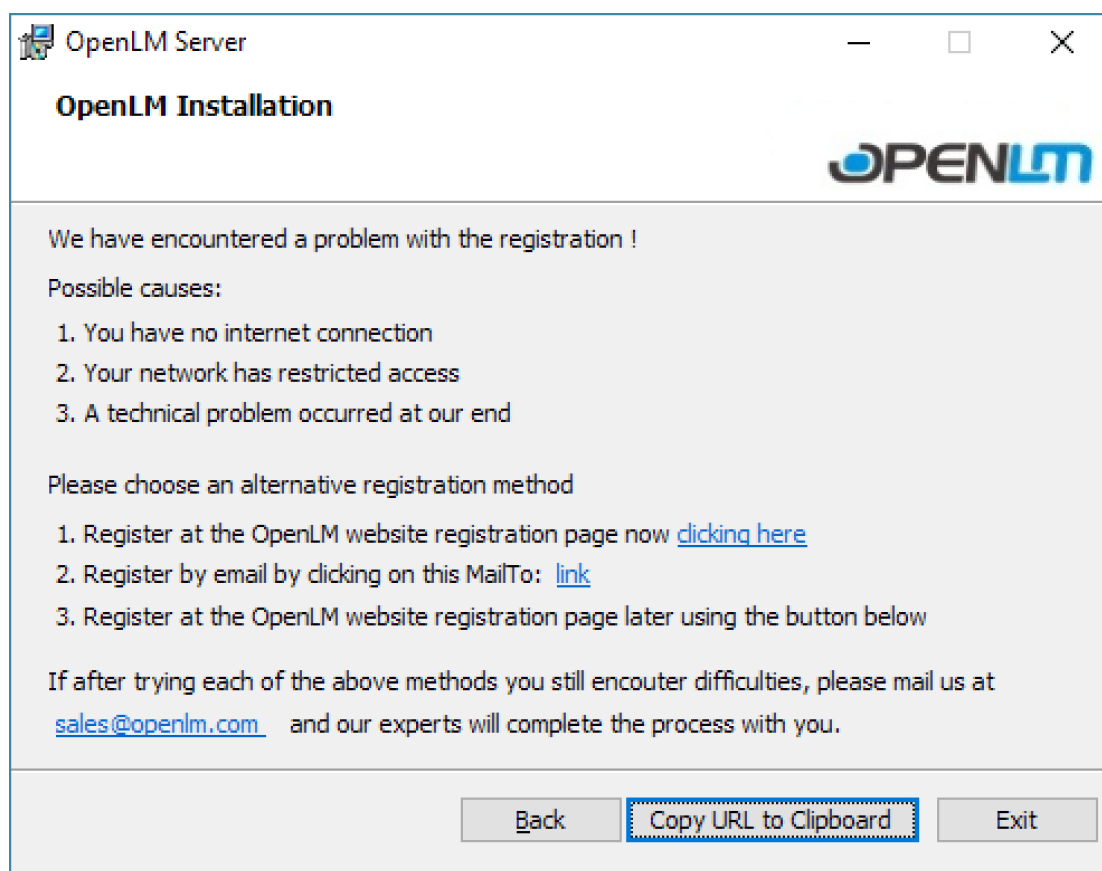 OpenLM Server
OpenLM Installation
OPENLM
We have encountered a problem with the registration !
Possible causes:
1. You have no internet connection
2. Your network has restricted access
3. A technical problem occurred at our end
Please choose an alternative registration method
1. Register at the OpenLM website registration page now clicking here
2. Register by email by clicking on this MailTo: link
3. Register at the OpenLM website registration page later using the button below
If after trying each of the above methods you still encouter difficulties, please mail us at
sales@openlm.com and our experts will complete the process with you.
Back Copy URL to Clipboard Exit